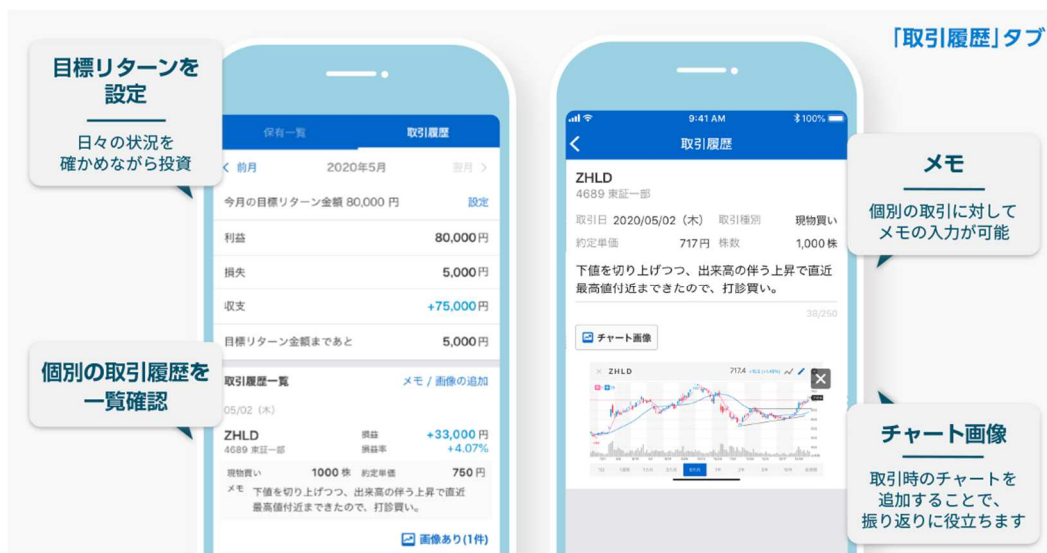 「取引履歴」タブ
目標リターンを
設定
日々の状況を
確かめながら投資
個別の取引履歴を
一覧確認
保有一覧 取引履歴
前月 2020年5月 翌月
今月の目標リターン金額 80,000 円 設定
利益 80,000円
損失 5,000円
収支 +75,000円
目標リターン金額まであと 5,000円
取引履歴一覧 メモ / 画像の追加
05/02（木）
ZHLD 損益 +33,000 円
4689 東証一部 損益率 +4.07%
現物買い 1000 株 約定単価 750 円
メモ 下値を切り上げつつ、出来高の伴う上昇で直近
最高値付近まできたので、打診買い。
画像あり(1件)
9:41 AM 100%
取引履歴
ZHLD
4689 東証一部
取引日 2020/05/02（木） 取引種別 現物買い
約定単価 717円 株数 1,000 株
下値を切り上げつつ、出来高の伴う上昇で直近
最高値付近まできたので、打診買い。
38/250
チャート画像
ZHLD 717.4
メモ
個別の取引に対して
メモの入力が可能
チャート画像
取引時のチャートを
追加することで、
振り返りに役立ちます